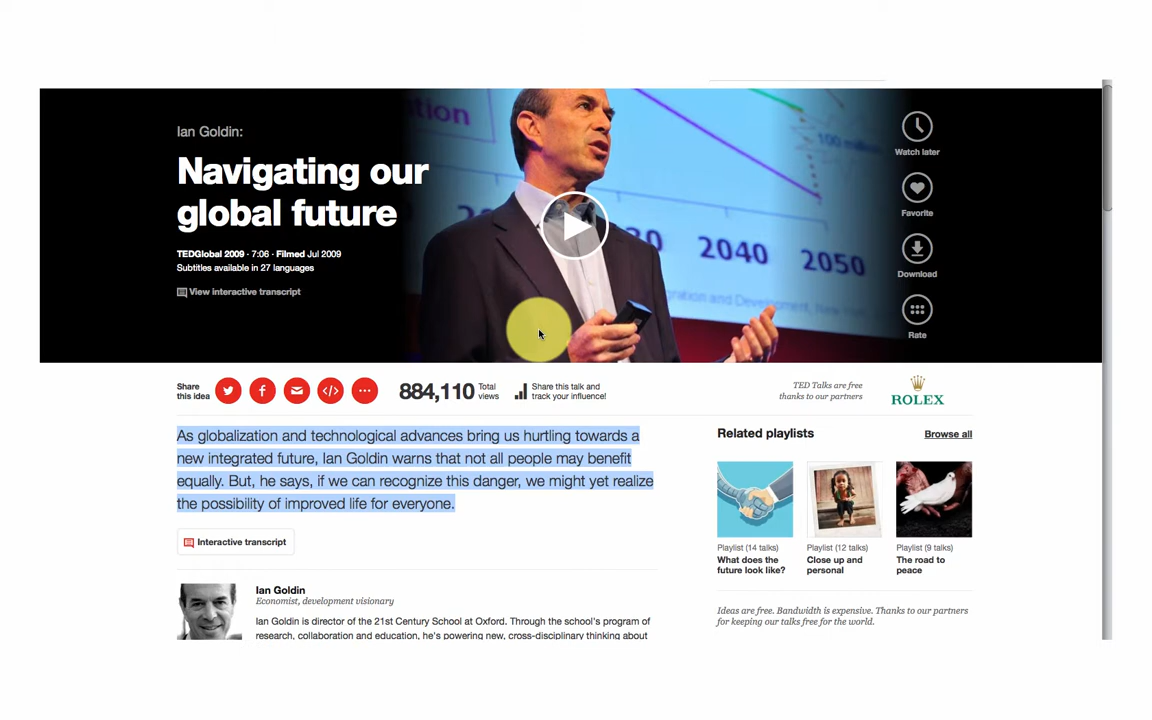 Ian Goldin:
Navigating our
global future
TEDGlobal 2009 · 7:06 · Filmed Jul 2009
Subtitles available in 27 languages
View interactive transcript
ration
100 million
20
30
2040
2050
gration and Development,
Watch later
Favorite
Download
Rate
Share
this idea
884,110 Total
views
Share this talk and
track your influence!
TED Talks are free
thanks to our partners
ROLEX
As globalization and technological advances bring us hurtling towards a
new integrated future, Ian Goldin warns that not all people may benefit
equally. But, he says, if we can recognize this danger, we might yet realize
the possibility of improved life for everyone.
Interactive transcript
Ian Goldin
Economist, development visionary
Ian Goldin is director of the 21st Century School at Oxford. Through the school's program of
research, collaboration and education, he's powering new, cross-disciplinary thinking about
Related playlists
Browse all
Playlist (14 talks)
What does the
future look like?
Playlist (12 talks)
Close up and
personal
Playlist (9 talks)
The road to
peace
Ideas are free. Bandwidth is expensive. Thanks to our partners
for keeping our talks free for the world.